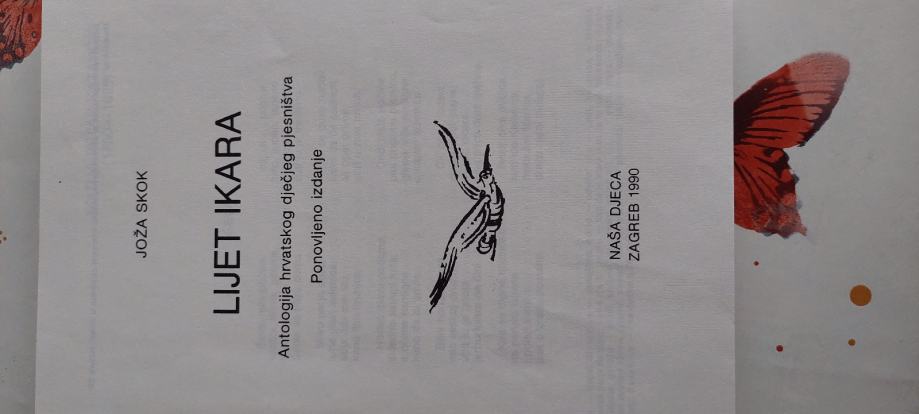 JOŽA SKOK
LIJET IKARA
Antologija hrvatskog dječjeg pjesništva
Ponovljeno izdanje
NAŠA DJECA
ZAGREB 1990